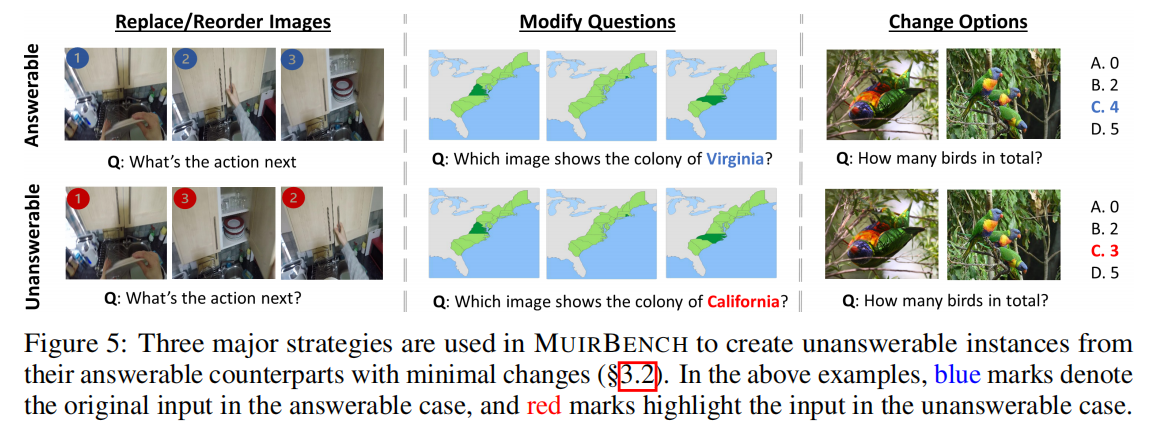 Replace/Reorder Images
Modify Questions
Change Options
Answerable
1
2
3
Q: What's the action next
Q: Which image shows the colony of Virginia?
A. 0
B. 2
C. 4
D. 5
Q: How many birds in total?
Unanswerable
1
3
2
Q: What's the action next?
Q: Which image shows the colony of California?
A. 0
B. 2
C. 3
D. 5
Q: How many birds in total?
Figure 5: Three major strategies are used in MUIRBENCH to create unanswerable instances from
their answerable counterparts with minimal changes (§3.2). In the above examples, blue marks denote
the original input in the answerable case, and red marks highlight the input in the unanswerable case.